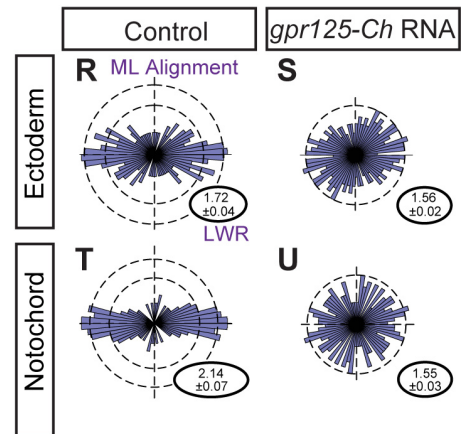 Control
gpr125-Ch RNA
Ectoderm
R
ML Alignment
1.72
±0.04
LWR
S
1.56
±0.02
Notochord
T
2.14
±0.07
U
1.55
±0.03